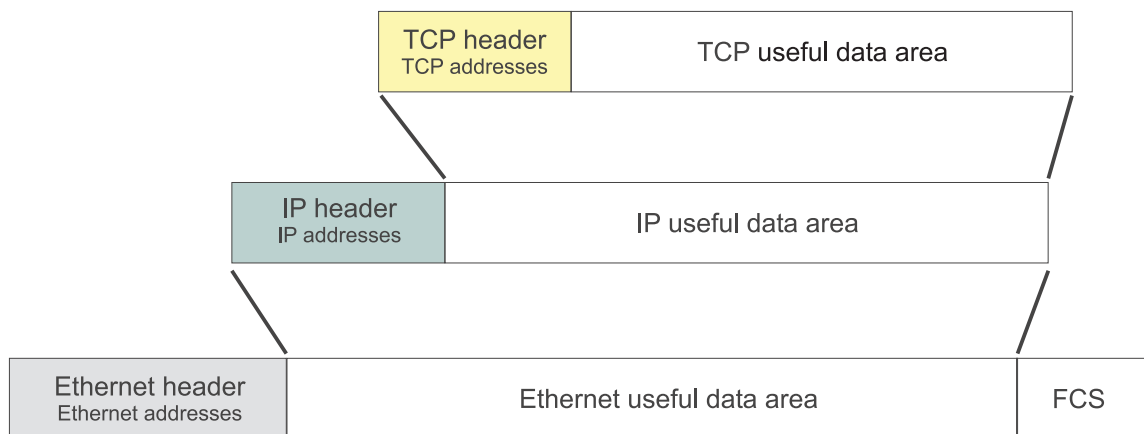 TCP header
TCP addresses
TCP useful data area
IP header
IP addresses
IP useful data area
Ethernet header
Ethernet addresses
Ethernet useful data area
FCS